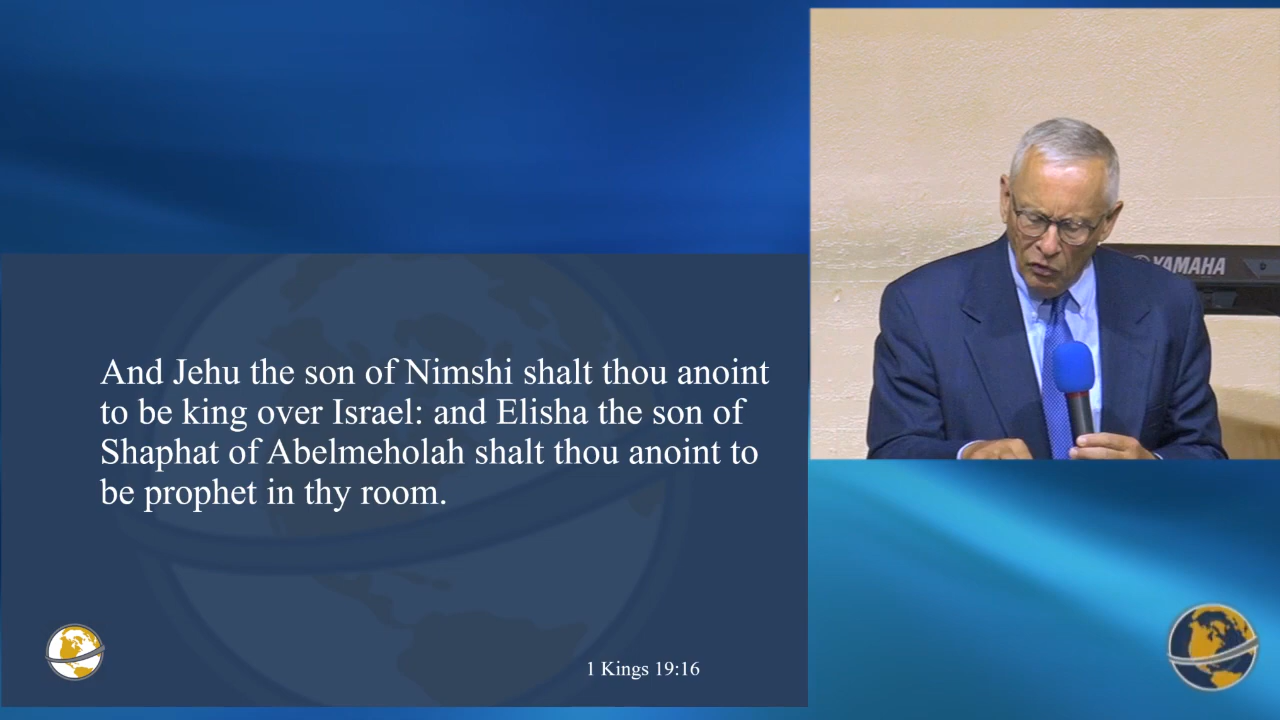 And Jehu the son of Nimshi shalt thou anoint
to be king over Israel: and Elisha the son of
Shaphat of Abelmeholah shalt thou anoint to
be prophet in thy room.
1 Kings 19:16
YAMAHA